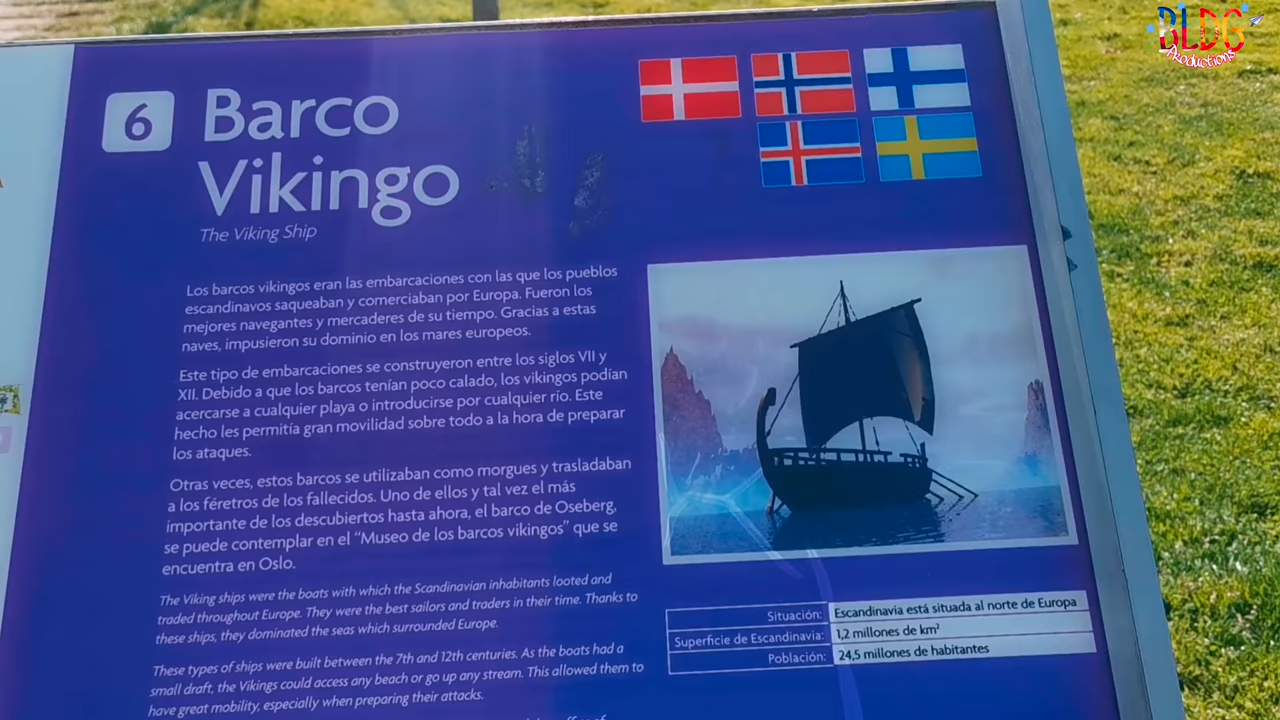 BLDG
Productions
6
Barco
Vikingo
The Viking Ship
Los barcos vikingos eran las embarcaciones con las que los pueblos
escandinavos saqueaban y comerciaban por Europa. Fueron los
mejores navegantes y mercaderes de su tiempo. Gracias a estas
naves, impusieron su dominio en los mares europeos.
Este tipo de embarcaciones se construyeron entre los siglos VII y
XII. Debido a que los barcos tenían poco calado, los vikingos podían
acercarse a cualquier playa o introducirse por cualquier río. Este
hecho les permitía gran movilidad sobre todo a la hora de preparar
los ataques.
Otras veces, estos barcos se utilizaban como morgues y trasladaban
a los féretros de los fallecidos. Uno de ellos y tal vez el más
importante de los descubiertos hasta ahora, el barco de Oseberg,
se puede contemplar en el "Museo de los barcos vikingos" que se
encuentra en Oslo.
The Viking ships were the boats with which the Scandinavian inhabitants looted and
traded throughout Europe. They were the best sailors and traders in their time. Thanks to
these ships, they dominated the seas which surrounded Europe.
These types of ships were built between the 7th and 12th centuries. As the boats had a
small draft, the Vikings could access any beach or go up any stream. This allowed them to
have great mobility, especially when preparing their attacks.
Situación: Escandinavia está situada al norte de Europa
Superficie de Escandinavia: 1,2 millones de km²
Población: 24,5 millones de habitantes